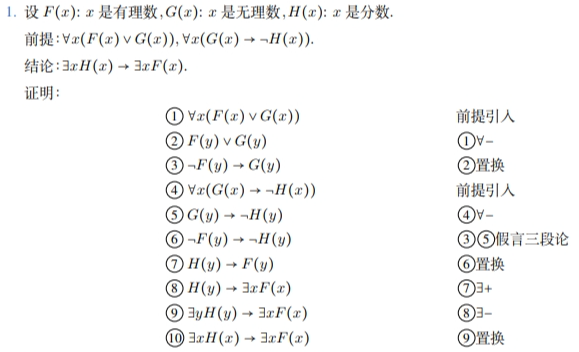 1. 设 F(x): x 是有理数,G(x): x 是无理数,H(x): x 是分数.
前提:∀x(F(x)∨G(x)),∀x(G(x)→¬H(x)).
结论:∃xH(x)→∃xF(x).
证明:
① ∀x(F(x)∨G(x)) 前提引入
② F(y)∨G(y) ①∀−
③ ¬F(y)→G(y) ②置换
④ ∀x(G(x)→¬H(x)) 前提引入
⑤ G(y)→¬H(y) ④∀−
⑥ ¬F(y)→¬H(y) ③⑤假言三段论
⑦ H(y)→F(y) ⑥置换
⑧ H(y)→∃xF(x) ⑦∃+
⑨ ∃yH(y)→∃xF(x) ⑧∃−
⑩ ∃xH(x)→∃xF(x) ⑨置换